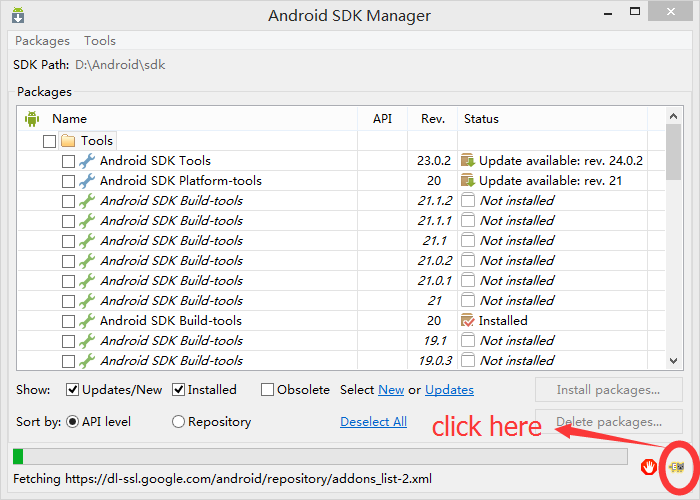 Android SDK Manager
Packages Tools
SDK Path: D:\Android\sdk
Packages
Name API Rev. Status
Tools
Android SDK Tools 23.0.2 Update available: rev. 24.0.2
Android SDK Platform-tools 20 Update available: rev. 21
Android SDK Build-tools 21.1.2 Not installed
Android SDK Build-tools 21.1.1 Not installed
Android SDK Build-tools 21.1 Not installed
Android SDK Build-tools 21.0.2 Not installed
Android SDK Build-tools 21.0.1 Not installed
Android SDK Build-tools 21 Not installed
Android SDK Build-tools 20 Installed
Android SDK Build-tools 19.1 Not installed
Android SDK Build-tools 19.0.3 Not installed
Show: Updates/New Installed Obsolete Select New or Updates Install packages...
Sort by: API level Repository Deselect All Delete packages...
click here
Fetching https://dl-ssl.google.com/android/repository/addons_list-2.xml